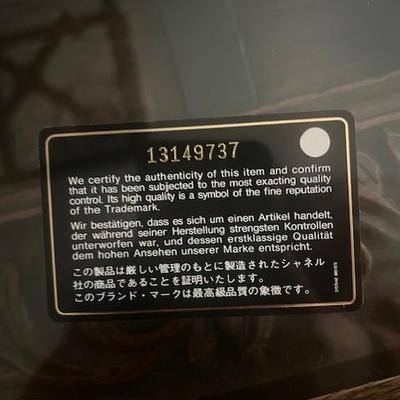 13149737
We certify the authenticity of this item and confirm
that it has been subjected to the most exacting quality
control. Its high quality is a symbol of the fine reputation
of the Trademark.
Wir bestätigen, dass es sich um einen Artikel handelt,
der während seiner Herstellung strengsten Kontrollen
unterworfen war, und dessen erstklassige Qualität
dem hohen Ansehen unserer Marke entspricht.
この製品は厳しい管理のもとに製造されたシャネル
社の商品であることを証明いたします。
このブランド・マークは最高級品質の象徴です。